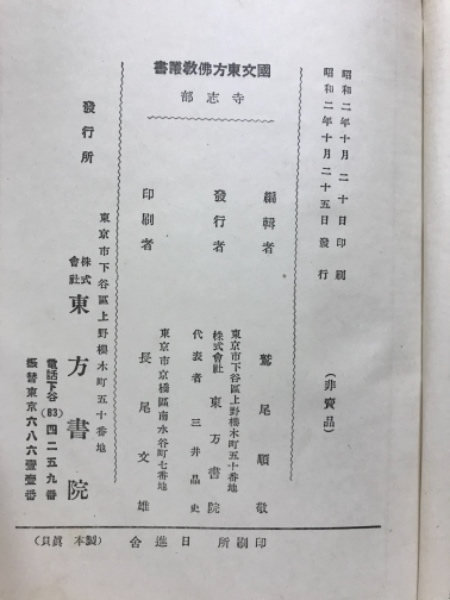 昭和二年十月二十日印刷
昭和二年十月二十五日發行
（非賣品）
國文東方佛教叢書
寺志部
編輯者 鷲尾順敬
發行者
東京市下谷區上野櫻木町五十番地
株式會社 東方書院
代表者 三井晶史
印刷者
東京市京橋區南水谷町七番地
長尾文雄
發行所
東京市下谷區上野櫻木町五十番地
株式會社 東方書院
電話下谷(83)四二五九番
振替東京六八六壹壹番
印刷所 日進舍
（製本 眞貝）